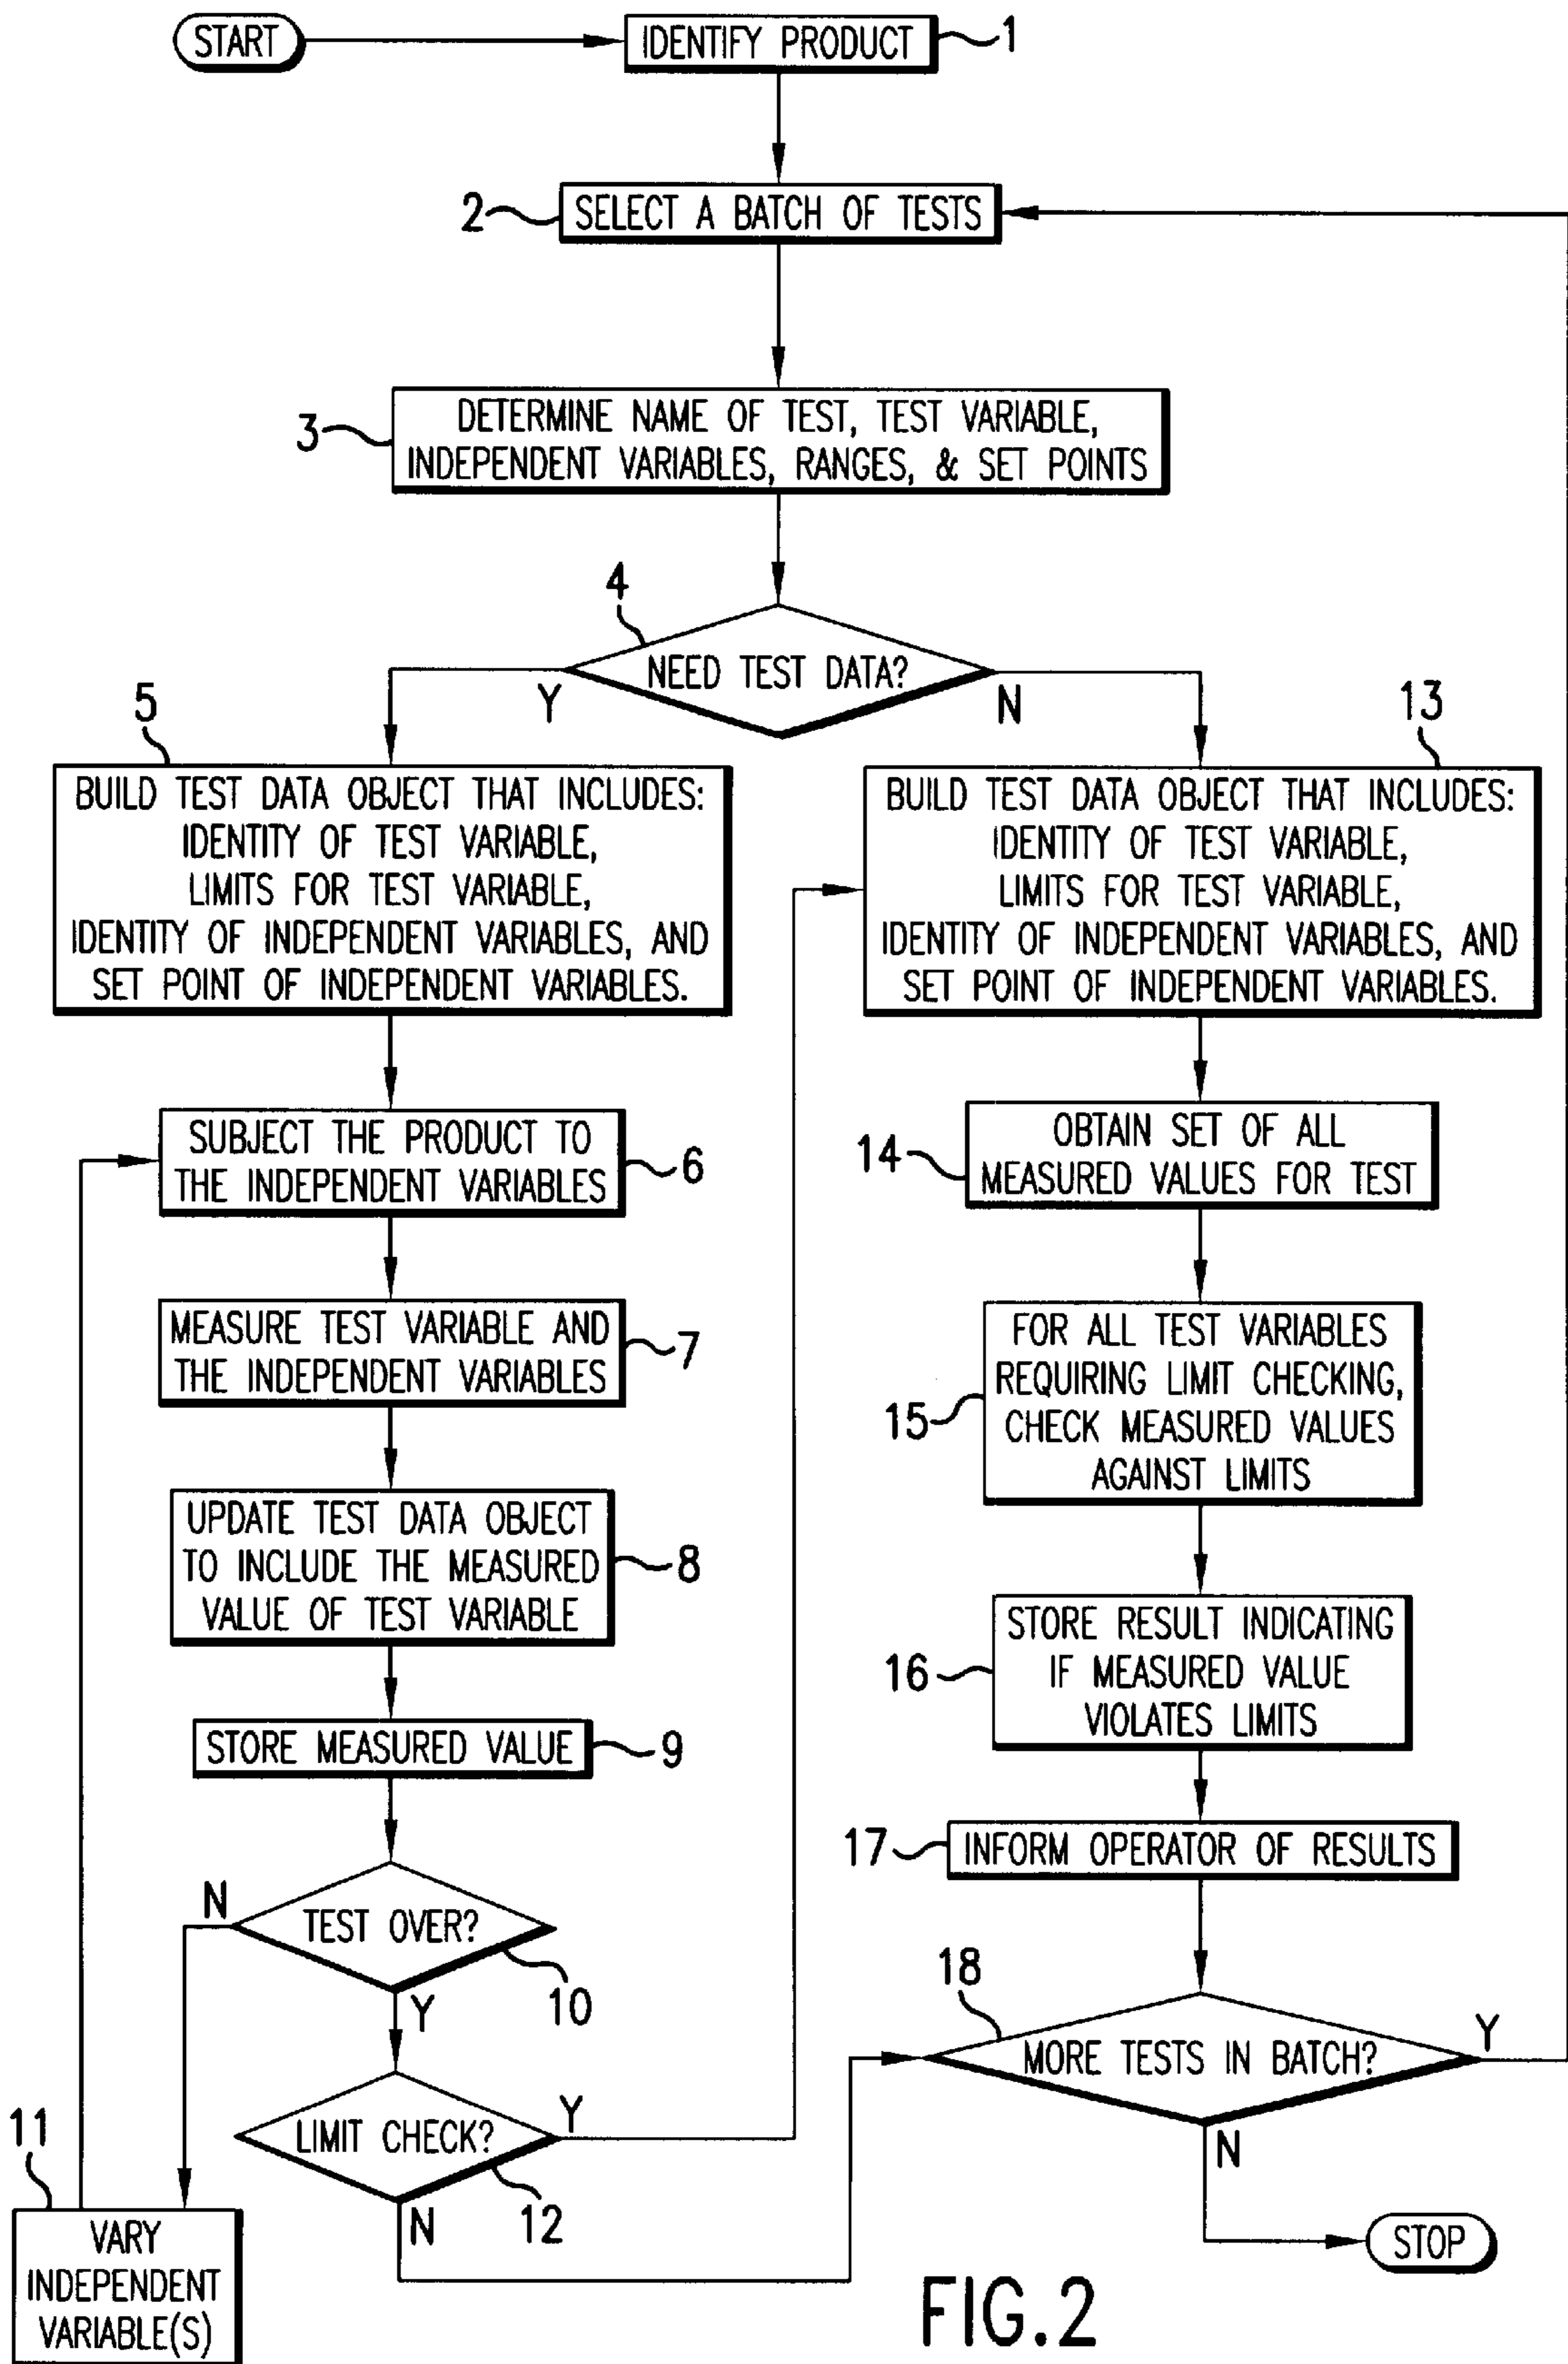 START
IDENTIFY PRODUCT
1
2
SELECT A BATCH OF TESTS
3
DETERMINE NAME OF TEST, TEST VARIABLE,
INDEPENDENT VARIABLES, RANGES, & SET POINTS
4
NEED TEST DATA?
Y
N
5
BUILD TEST DATA OBJECT THAT INCLUDES:
IDENTITY OF TEST VARIABLE,
LIMITS FOR TEST VARIABLE,
IDENTITY OF INDEPENDENT VARIABLES, AND
SET POINT OF INDEPENDENT VARIABLES.
SUBJECT THE PRODUCT TO
THE INDEPENDENT VARIABLES
6
MEASURE TEST VARIABLE AND
THE INDEPENDENT VARIABLES
7
UPDATE TEST DATA OBJECT
TO INCLUDE THE MEASURED
VALUE OF TEST VARIABLE
8
STORE MEASURED VALUE
9
N
TEST OVER?
10
Y
LIMIT CHECK?
Y
12
N
11
VARY
INDEPENDENT
VARIABLE(S)
13
BUILD TEST DATA OBJECT THAT INCLUDES:
IDENTITY OF TEST VARIABLE,
LIMITS FOR TEST VARIABLE,
IDENTITY OF INDEPENDENT VARIABLES, AND
SET POINT OF INDEPENDENT VARIABLES.
14
OBTAIN SET OF ALL
MEASURED VALUES FOR TEST
15
FOR ALL TEST VARIABLES
REQUIRING LIMIT CHECKING,
CHECK MEASURED VALUES
AGAINST LIMITS
16
STORE RESULT INDICATING
IF MEASURED VALUE
VIOLATES LIMITS
17
INFORM OPERATOR OF RESULTS
18
MORE TESTS IN BATCH?
Y
N
STOP
FIG.2